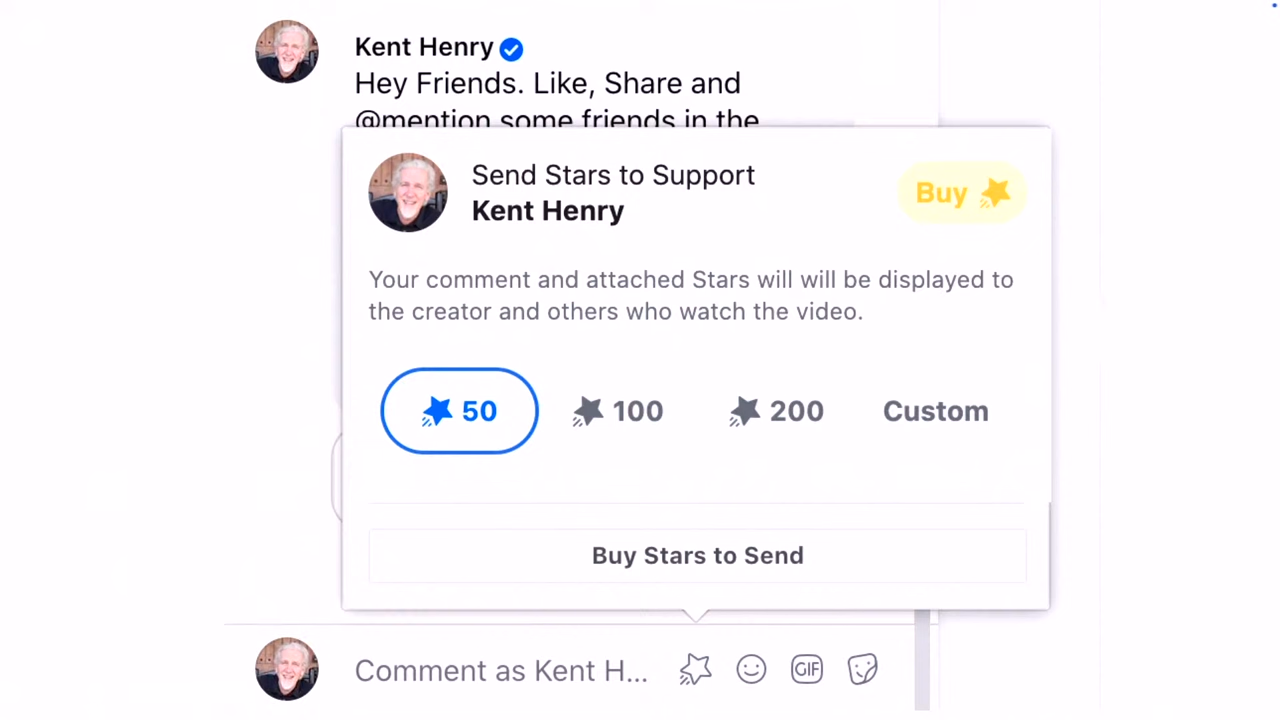 Kent Henry
Hey Friends. Like, Share and
@mention some friends in the
Send Stars to Support
Kent Henry
Buy
Your comment and attached Stars will will be displayed to
the creator and others who watch the video.
50
100
200
Custom
Buy Stars to Send
Comment as Kent H...
GIF